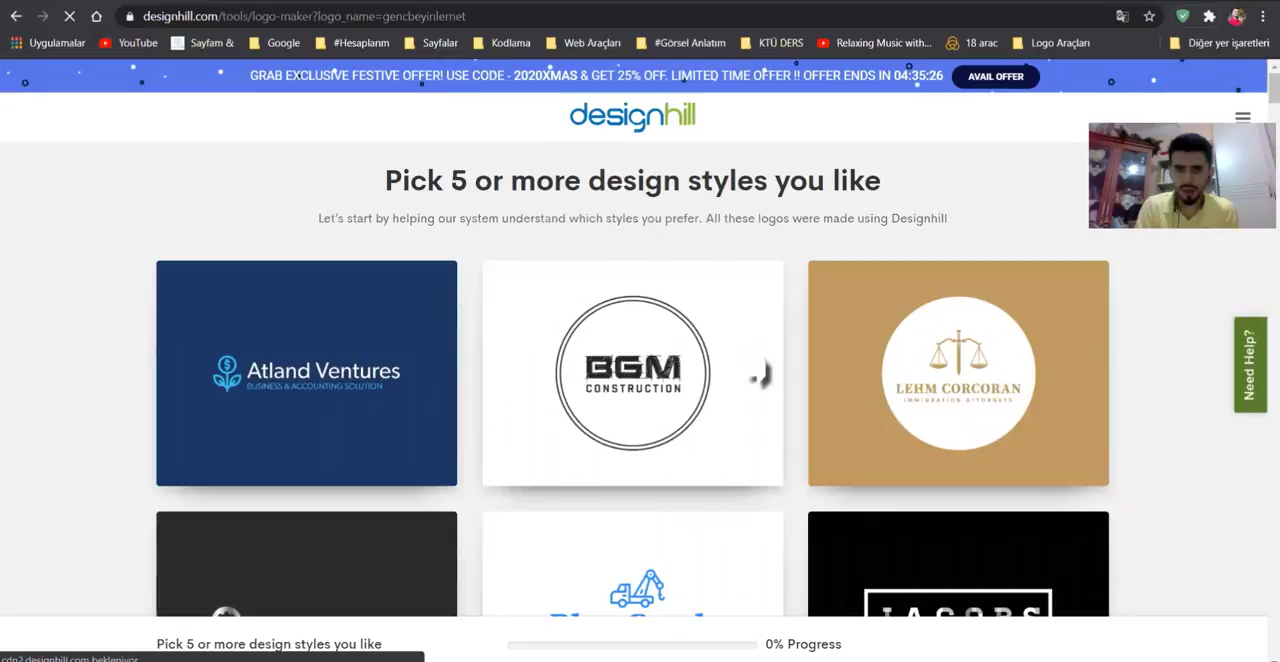 designhill.com/tools/logo-maker?logo_name=gencbeyinternet
Uygulamalar YouTube Sayfam & Google #Hesaplarım Sayfalar Kodlama Web Araçları #Görsel Anlatım KTÜ DERS Relaxing Music with... 18 arac Logo Araçları Diğer yer işaretleri
GRAB EXCLUSIVE FESTIVE OFFER! USE CODE - 2020XMAS & GET 25% OFF. LIMITED TIME OFFER !! OFFER ENDS IN 04:35:26 AVAIL OFFER
designhill
Pick 5 or more design styles you like
Let's start by helping our system understand which styles you prefer. All these logos were made using Designhill
Atland Ventures
BUSINESS & ACCOUNTING SOLUTION
BGM
CONSTRUCTION
LEHM CORCORAN
IMMIGRATION ATTORNEYS
Need Help?
Pick 5 or more design styles you like 0% Progress
cdn2.designhill.com bekleniyor